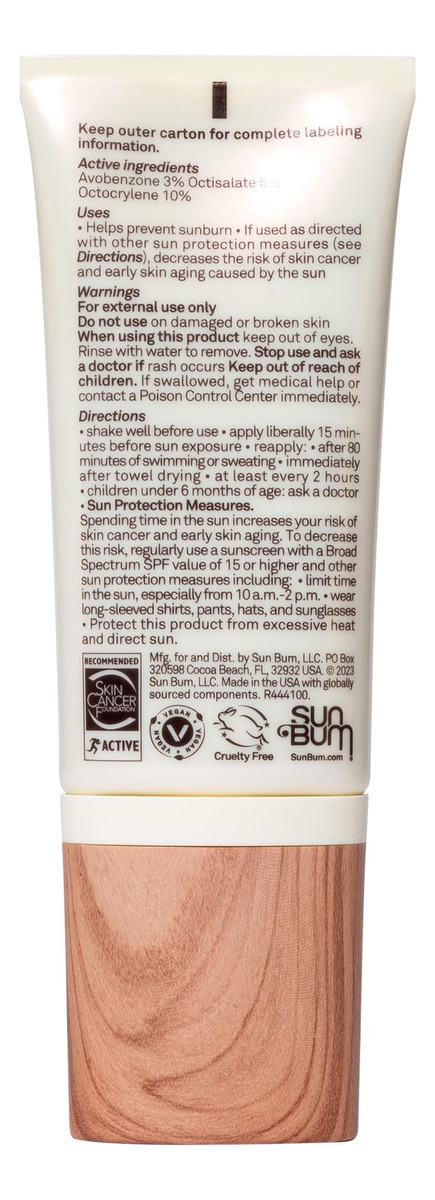 Keep outer carton for complete labeling
information.
Active ingredients
Avobenzone 3% Octisalate 5%
Octocrylene 10%
Uses
• Helps prevent sunburn • If used as directed
with other sun protection measures (see
Directions), decreases the risk of skin cancer
and early skin aging caused by the sun
Warnings
For external use only
Do not use on damaged or broken skin
When using this product keep out of eyes.
Rinse with water to remove. Stop use and ask
a doctor if rash occurs Keep out of reach of
children. If swallowed, get medical help or
contact a Poison Control Center immediately.
Directions
• shake well before use • apply liberally 15 min-
utes before sun exposure • reapply: • after 80
minutes of swimming or sweating • immediately
after towel drying • at least every 2 hours
• children under 6 months of age: ask a doctor
• Sun Protection Measures.
Spending time in the sun increases your risk of
skin cancer and early skin aging. To decrease
this risk, regularly use a sunscreen with a Broad
Spectrum SPF value of 15 or higher and other
sun protection measures including: • limit time
in the sun, especially from 10 a.m.-2 p.m. • wear
long-sleeved shirts, pants, hats, and sunglasses
• Protect this product from excessive heat
and direct sun.
RECOMMENDED
SKIN
CANCER
FOUNDATION
ACTIVE
Mfg. for and Dist. by Sun Bum, LLC. PO Box
320598 Cocoa Beach, FL, 32932 USA. © 2023
Sun Bum, LLC. Made in the USA with globally
sourced components. R444100.
VEGAN
VEGAN
VEGAN
V
Cruelty Free
SUN
BUM
SunBum.com